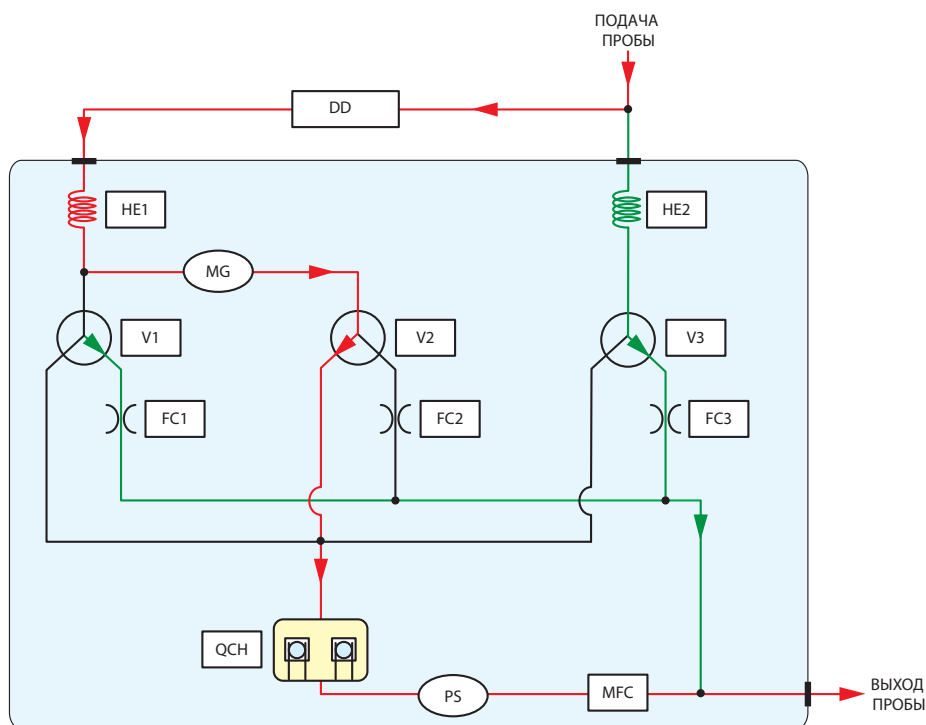 ПОДАЧА
ПРОБЫ
DD
HE1
HE2
MG
V1
V2
V3
FC1
FC2
FC3
QCH
PS
MFC
ВЫХОД
ПРОБЫ